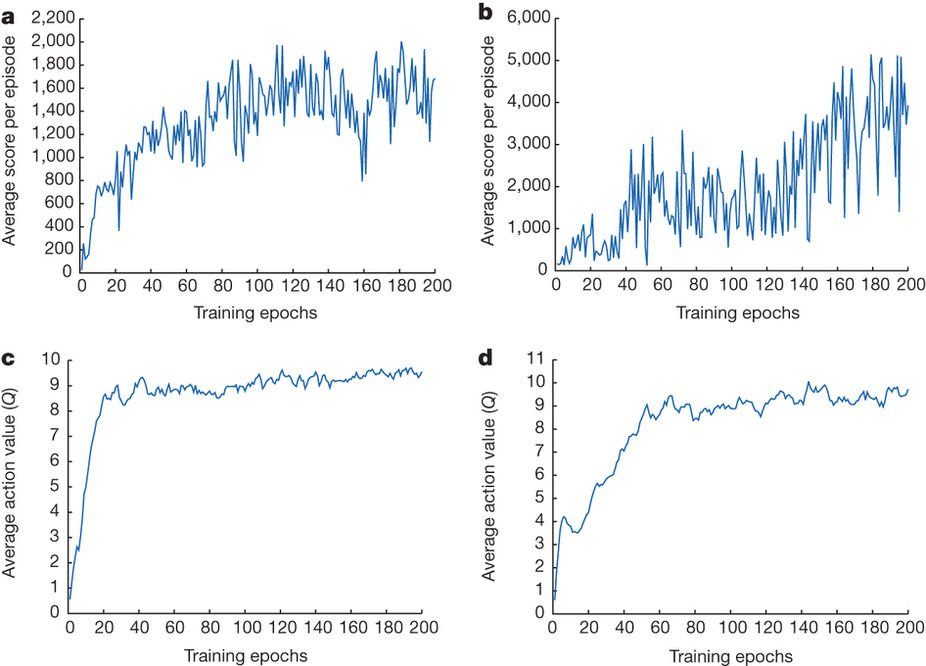 a
Average score per episode
2,200
2,000
1,800
1,600
1,400
1,200
1,000
800
600
400
200
0
0 20 40 60 80 100 120 140 160 180 200
Training epochs
b
Average score per episode
6,000
5,000
4,000
3,000
2,000
1,000
0
0 20 40 60 80 100 120 140 160 180 200
Training epochs
c
Average action value (Q)
10
9
8
7
6
5
4
3
2
1
0
0 20 40 60 80 100 120 140 160 180 200
Training epochs
d
Average action value (Q)
11
10
9
8
7
6
5
4
3
2
1
0
0 20 40 60 80 100 120 140 160 180 200
Training epochs